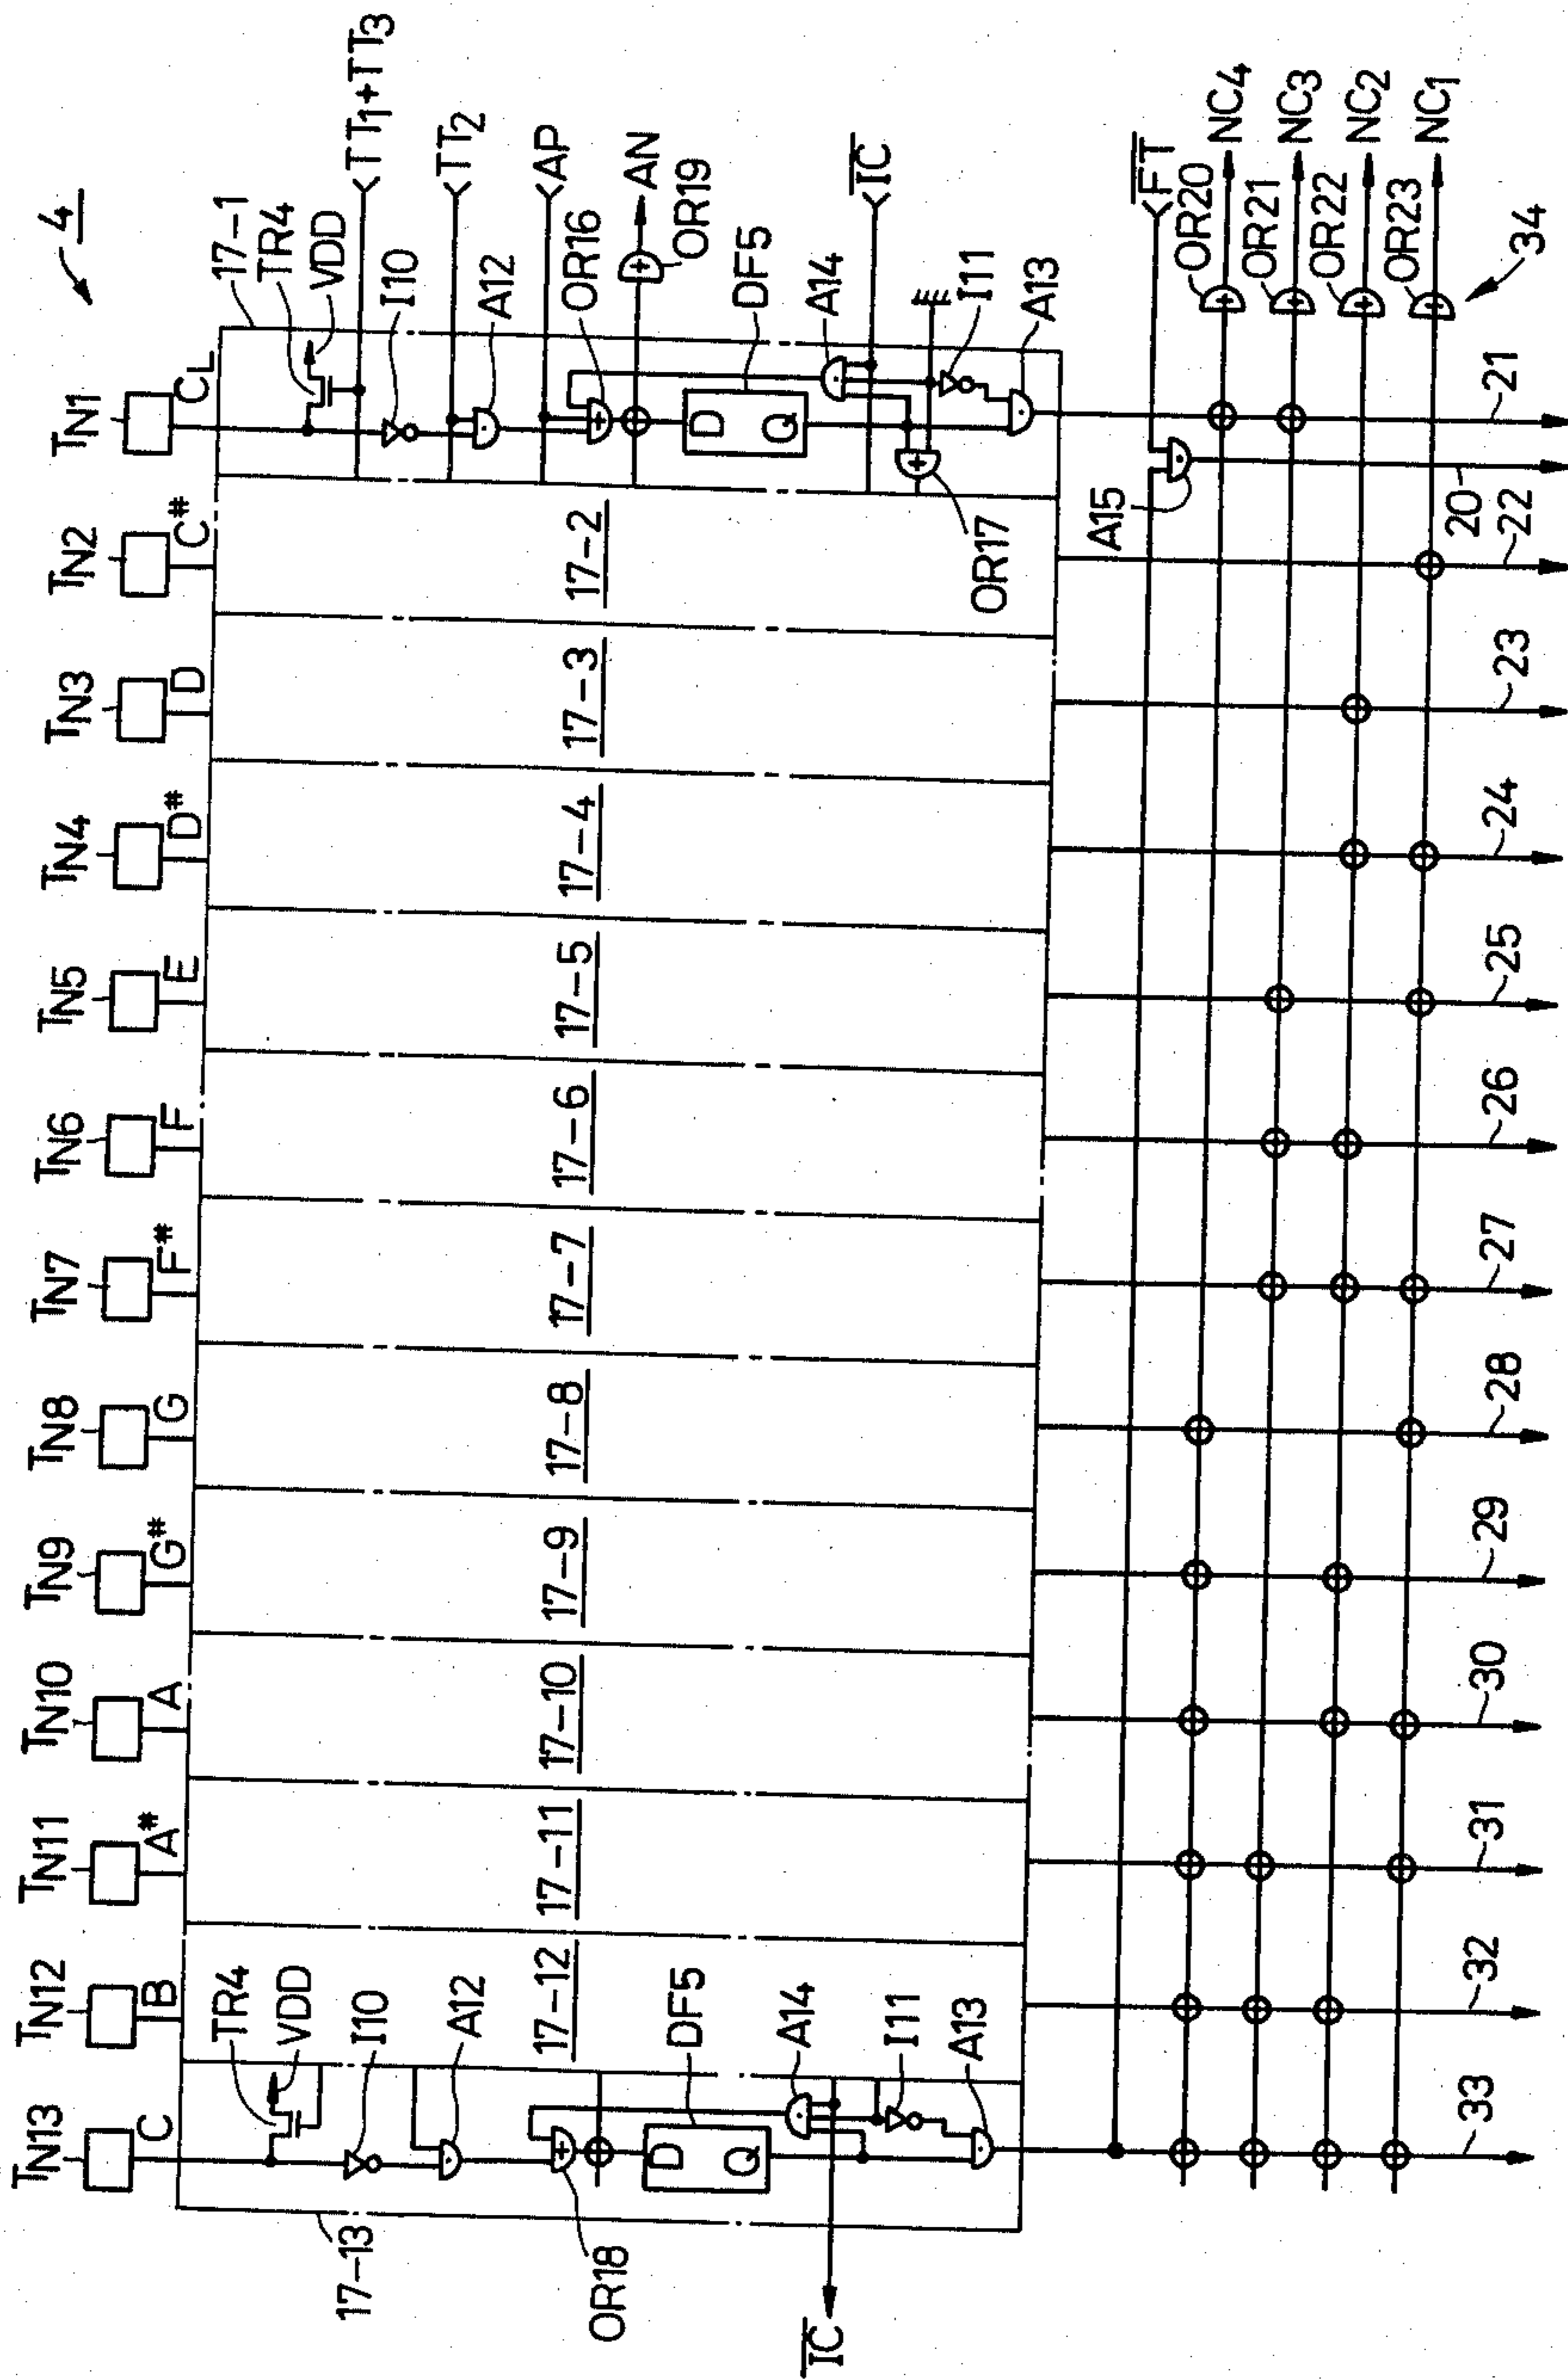 4
TN13
TN12
TN11
TN10
TN9
TN8
TN7
TN6
TN5
TN4
TN3
TN2
TN1
C
B
A#
A
G#
G
F#
F
E
D#
D
C#
CL
17-1
TR4
VDD
TT1+TT3
I10
TT2
A12
AP
OR16
AN
OR19
DF5
D
Q
A14
I̅C̅
I11
A13
OR17
17-2
17-3
17-4
17-5
17-6
17-7
17-8
17-9
17-10
17-11
17-12
TR4
VDD
I10
A12
DF5
D
Q
A14
I11
A13
17-13
OR18
I̅C̅
A15
F̅T̅
OR20
NC4
OR21
NC3
OR22
NC2
OR23
NC1
34
33
32
31
30
29
28
27
26
25
24
23
22
20
21